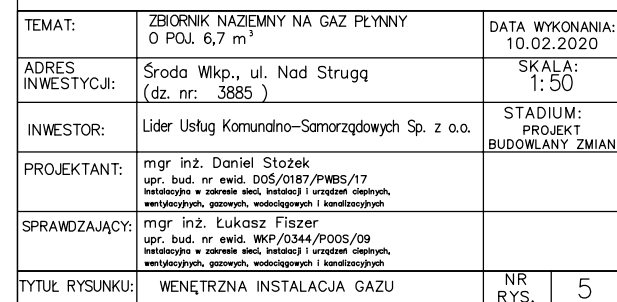 TEMAT:
ZBIORNIK NAZIEMNY NA GAZ PŁYNNY
O POJ. 6,7 m³
DATA WYKONANIA:
10.02.2020
ADRES
INWESTYCJI:
Środa Wlkp., ul. Nad Strugą
(dz. nr: 3885 )
SKALA:
1:50
INWESTOR:
Lider Usług Komunalno-Samorządowych Sp. z o.o.
STADIUM:
PROJEKT
BUDOWLANY ZMIAN
PROJEKTANT:
mgr inż. Daniel Stożek
upr. bud. nr ewid. DOŚ/0187/PWBS/17
Instalacyjna w zakresie sieci, instalacji i urządzeń cieplnych,
wentylacyjnych, gazowych, wodociągowych i kanalizacyjnych
SPRAWDZAJĄCY:
mgr inż. Łukasz Fiszer
upr. bud. nr ewid. WKP/0344/POOS/09
Instalacyjna w zakresie sieci, instalacji i urządzeń cieplnych,
wentylacyjnych, gazowych, wodociągowych i kanalizacyjnych
TYTUŁ RYSUNKU:
WENĘTRZNA INSTALACJA GAZU
NR
RYS.
5